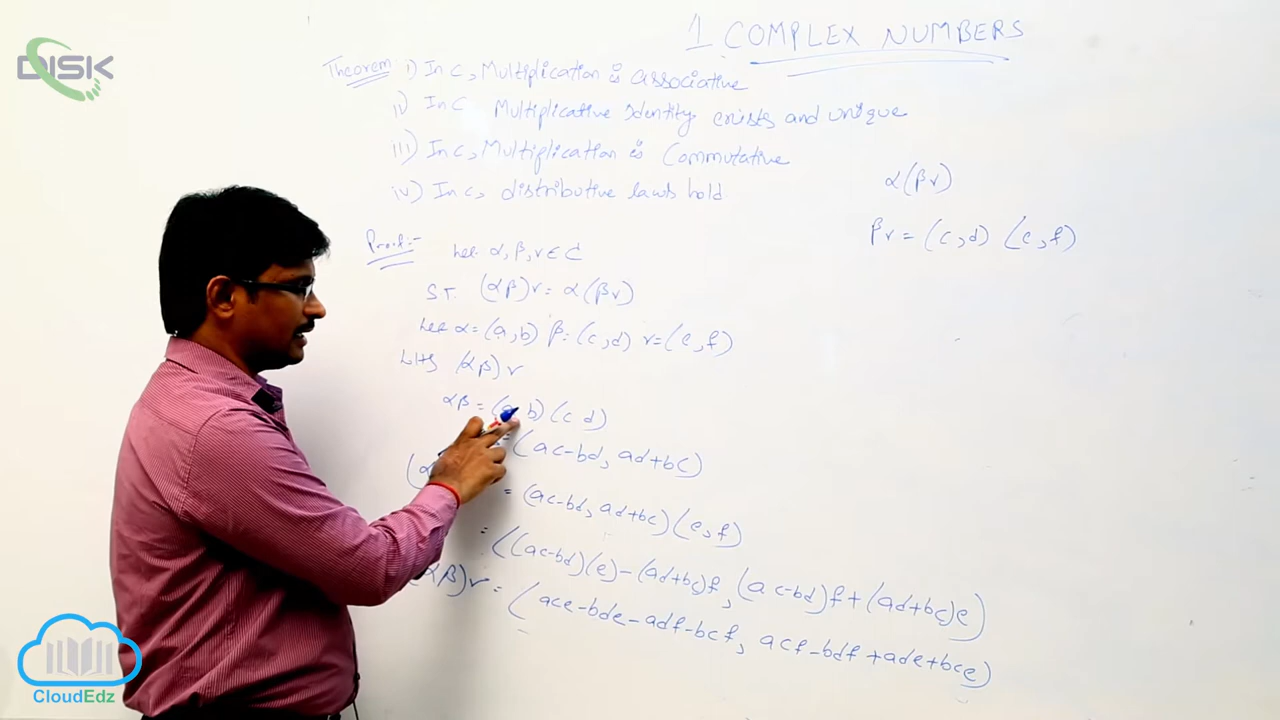 DISK
1 COMPLEX NUMBERS
Theorem i) In C, Multiplication is associative
ii) In C Multiplicative Identity exists and unique
iii) In C, Multiplication is Commutative
iv) In C, distributive laws hold
Proof:- Let α, β, r ∈ C
S.T. (αβ)r = α(βr)
Let α = (a, b) β = (c, d) r = (e, f)
LHS (αβ) r
αβ = (a b) (c d)
= (ac-bd, ad+bc)
= (ac-bd, ad+bc) (e, f)
= ((ac-bd)(e) - (ad+bc)f, (ac-bd)f + (ad+bc)e)
αβ)r = (ace-bde-adf-bcf, acf-bdf+ade+bce)
α(βr)
βr = (c, d) (e, f)
CloudEdz